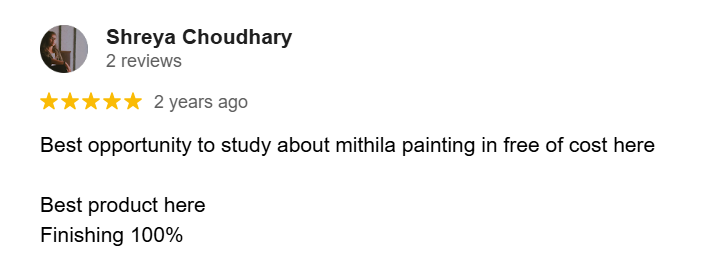 Shreya Choudhary
2 reviews
2 years ago
Best opportunity to study about mithila painting in free of cost here
Best product here
Finishing 100%